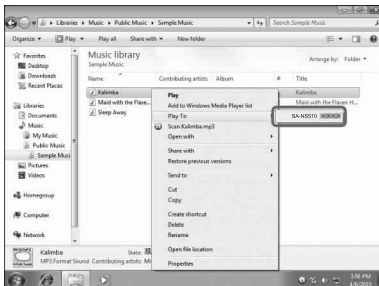 Libraries ▸ Music ▸ Public Music ▸ Sample Music
Search Sample Music
Organize
Play
Play all
Share with
New folder
Favorites
Desktop
Downloads
Recent Places
Libraries
Documents
Music
My Music
Public Music
Sample Musi
Pictures
Videos
Homegroup
Computer
Network
Music library
Sample Music
Arrange by: Folder
Name
Contributing artists
Album
#
Title
Kalimba
Maid with the Flaxe...
Sleep Away
Kalimba
Maid with the Flaxen H...
Play
Add to Windows Media Player list
Play To
SA-NS510
Scan Kalimba.mp3
Open with
Share with
Restore previous versions
Send to
Cut
Copy
Create shortcut
Delete
Rename
Open file location
Properties
Kalimba
State:
MP3 Format Sound
Contributing artists: M
2:56 PM